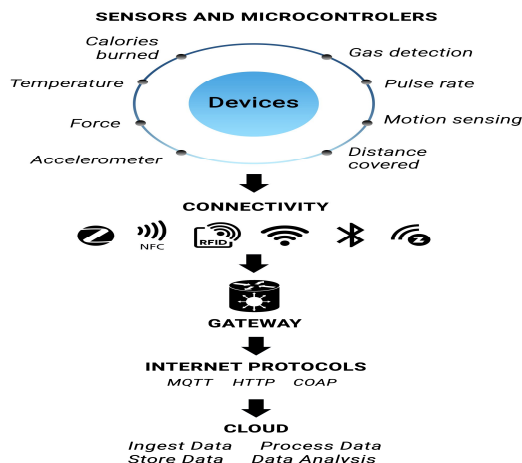 SENSORS AND MICROCONTROLERS
Calories
burned
Gas detection
Temperature
Pulse rate
Devices
Force
Motion sensing
Accelerometer
Distance
covered
CONNECTIVITY
NFC
RFID
Z
GATEWAY
INTERNET PROTOCOLS
MQTT HTTP COAP
CLOUD
Ingest Data Process Data
Store Data Data Analysis